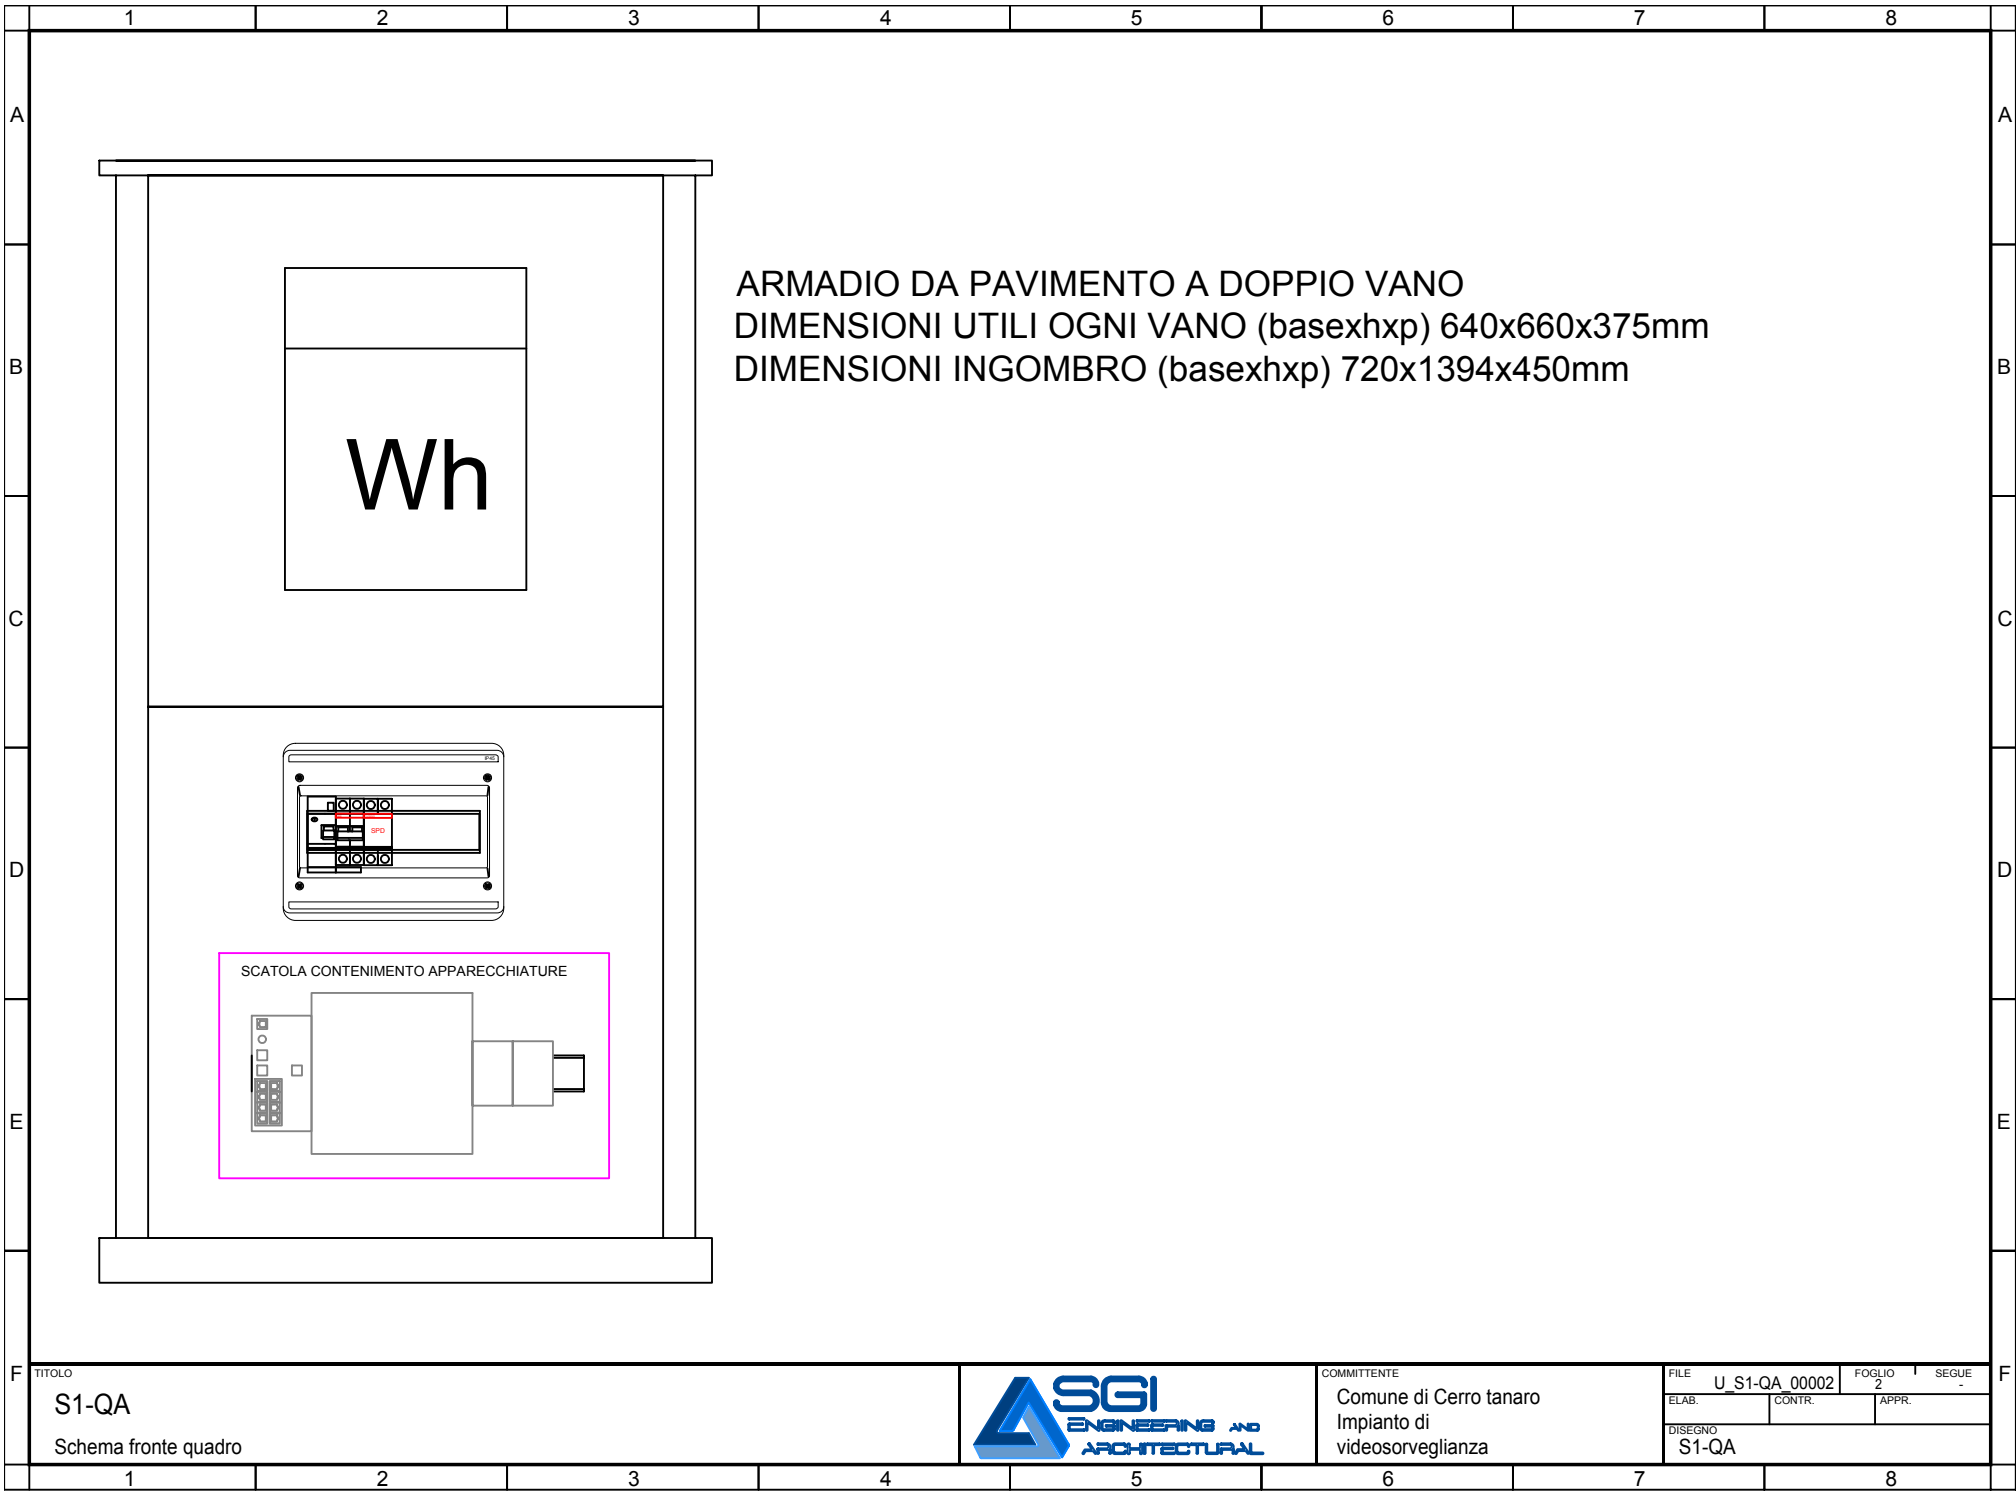 1 2 3 4 5 6 7 8
A A
ARMADIO DA PAVIMENTO A DOPPIO VANO
DIMENSIONI UTILI OGNI VANO (basexhxp) 640x660x375mm
DIMENSIONI INGOMBRO (basexhxp) 720x1394x450mm
B B
Wh
C C
SPD
D D
SCATOLA CONTENIMENTO APPARECCHIATURE
E E
F F
TITOLO
S1-QA
Schema fronte quadro
SGI
ENGINEERING AND
ARCHITECTURAL
COMMITTENTE
Comune di Cerro tanaro
Impianto di
videosorveglianza
FILE U_S1-QA_00002
FOGLIO 2
SEGUE -
ELAB. CONTR. APPR.
DISEGNO
S1-QA
1 2 3 4 5 6 7 8